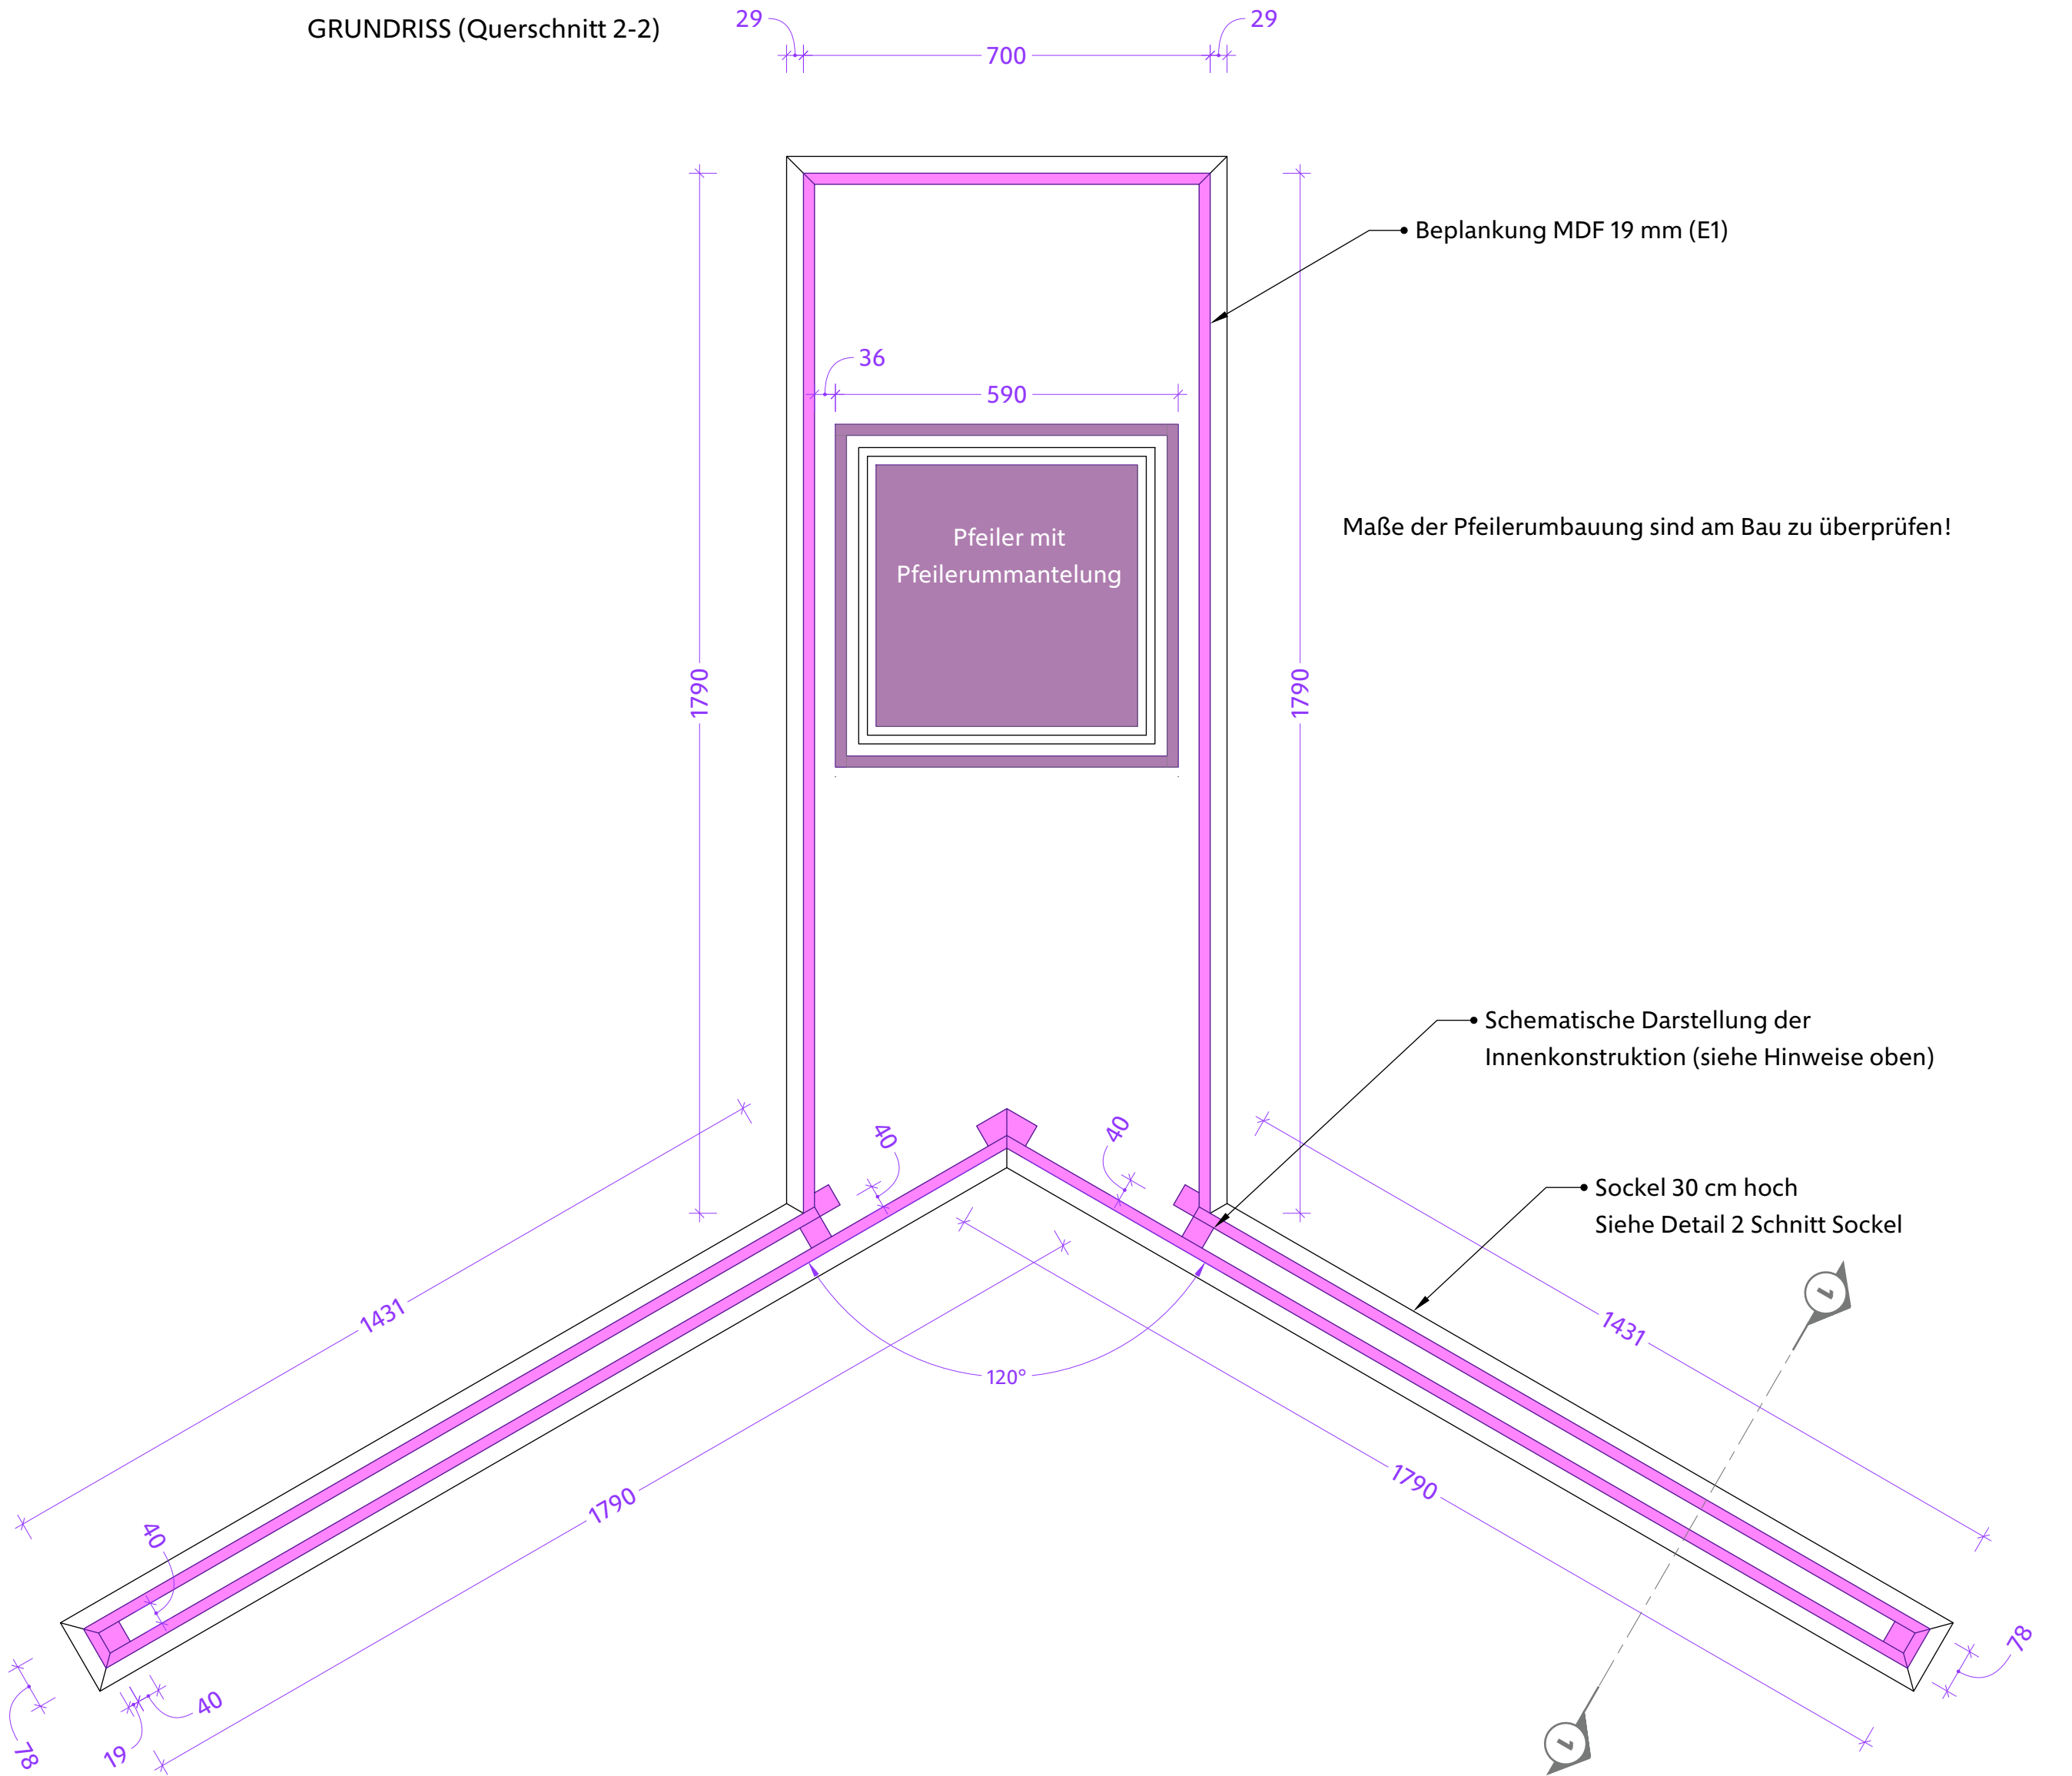 GRUNDRISS (Querschnitt 2-2)
29
29
700
Beplankung MDF 19 mm (E1)
36
590
Maße der Pfeilerumbauung sind am Bau zu überprüfen!
Pfeiler mit
Pfeilerummantelung
1790
1790
Schematische Darstellung der
Innenkonstruktion (siehe Hinweise oben)
40
40
Sockel 30 cm hoch
Siehe Detail 2 Schnitt Sockel
1
1431
1431
120°
1790
1790
40
78
40
19
78
1